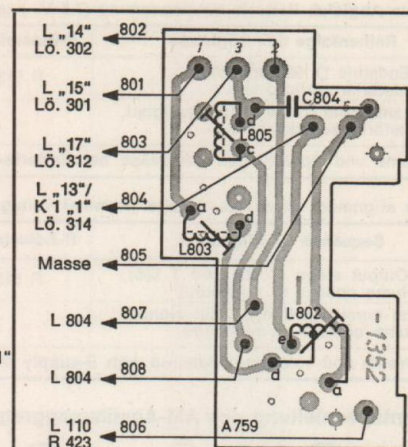 L „14" 802
Lö. 302
1 3 2
L „15" 801
Lö. 301
C804
d
L805
c
L „17" 803
Lö. 312
L „13"/
K 1 „1" 804
Lö. 314
a
d
L803
Masse 805
L 804 807
L802
1352
e
L 804 808
d
a
L 110 806
R 423
A759